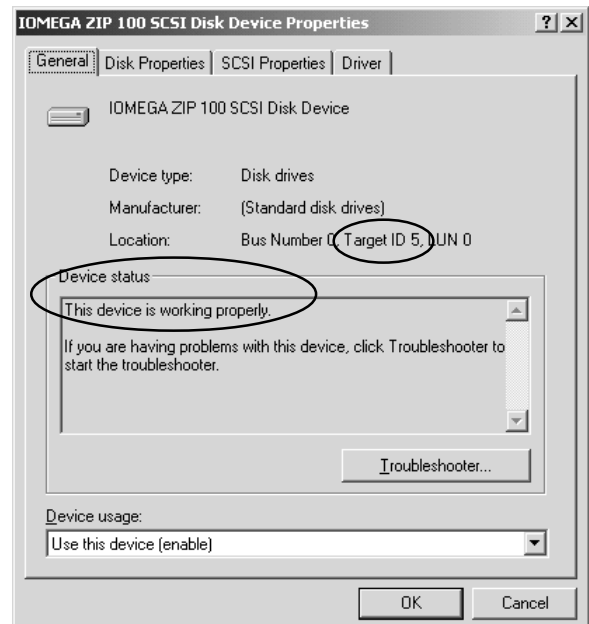 IOMEGA ZIP 100 SCSI Disk Device Properties
General Disk Properties SCSI Properties Driver
IOMEGA ZIP 100 SCSI Disk Device
Device type: Disk drives
Manufacturer: (Standard disk drives)
Location: Bus Number 0, Target ID 5, LUN 0
Device status
This device is working properly.
If you are having problems with this device, click Troubleshooter to
start the troubleshooter.
Troubleshooter...
Device usage:
Use this device (enable)
OK Cancel